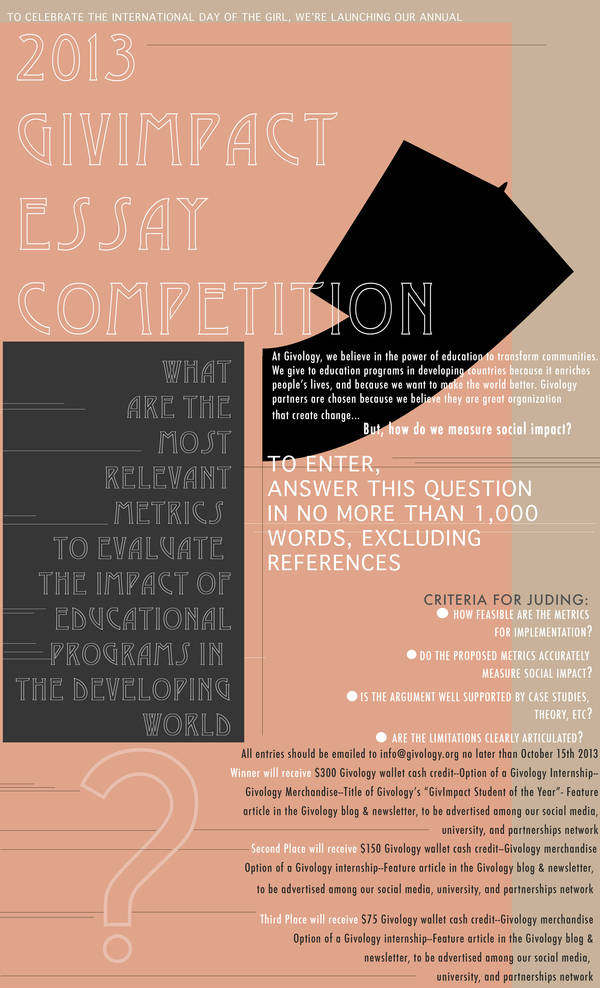 TO CELEBRATE THE INTERNATIONAL DAY OF THE GIRL, WE'RE LAUNCHING OUR ANNUAL
2013
GIVIMPACT
ESSAY
COMPETITION
WHAT
ARE THE
MOST
RELEVANT
METRICS
TO EVALUATE
THE IMPACT OF
EDUCATIONAL
PROGRAMS IN
THE DEVELOPING
WORLD
?
At Givology, we believe in the power of education to transform communities.
We give to education programs in developing countries because it enriches
people's lives, and because we want to make the world better. Givology
partners are chosen because we believe they are great organization
that create change...
But, how do we measure social impact?
TO ENTER,
ANSWER THIS QUESTION
IN NO MORE THAN 1,000
WORDS, EXCLUDING
REFERENCES
CRITERIA FOR JUDING:
● HOW FEASIBLE ARE THE METRICS
FOR IMPLEMENTATION?
● DO THE PROPOSED METRICS ACCURATELY
MEASURE SOCIAL IMPACT?
● IS THE ARGUMENT WELL SUPPORTED BY CASE STUDIES,
THEORY, ETC?
● ARE THE LIMITATIONS CLEARLY ARTICULATED?
All entries should be emailed to info@givology.org no later than October 15th 2013
Winner will receive $300 Givology wallet cash credit--Option of a Givology Internship--
Givology Merchandise--Title of Givology's "GivImpact Student of the Year"- Feature
article in the Givology blog & newsletter, to be advertised among our social media,
university, and partnerships network
Second Place will receive $150 Givology wallet cash credit--Givology merchandise
Option of a Givology internship--Feature article in the Givology blog & newsletter,
to be advertised among our social media, university, and partnerships network
Third Place will receive $75 Givology wallet cash credit--Givology merchandise
Option of a Givology internship--Feature article in the Givology blog &
newsletter, to be advertised among our social media,
university, and partnerships network